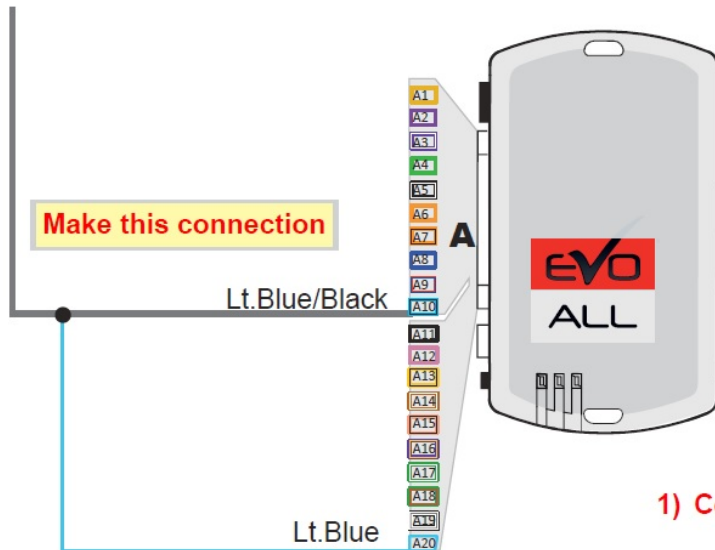 A1
A2
A3
A4
A5
Make this connection
A6
A7
A
A8
A9
Lt.Blue/Black
A10
EVO
ALL
A11
A12
A13
A14
A15
A16
A17
A18
1) C
A19
Lt.Blue
A20